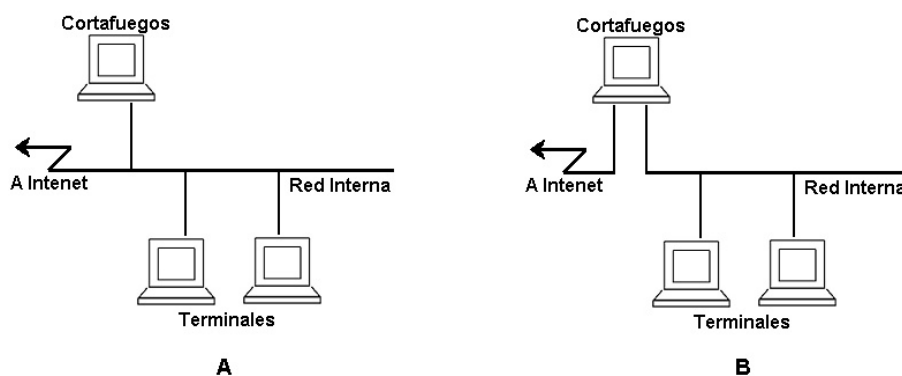 Cortafuegos
A Intenet
Red Interna
Terminales
A
Cortafuegos
A Intenet
Red Interna
Terminales
B